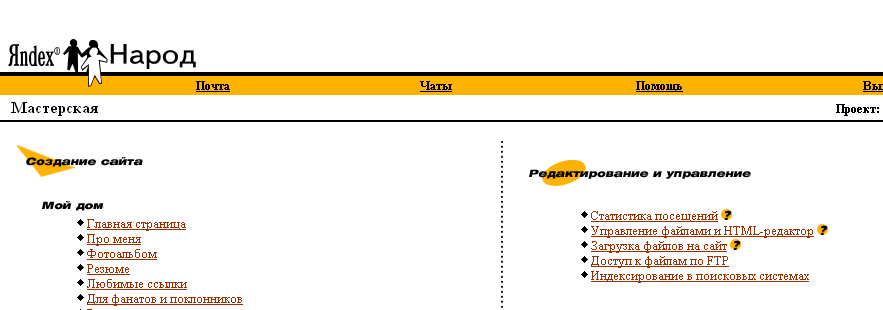 Яndex® Народ
Почта Чаты Помощь
Мастерская Проект:
Создание сайта
Мой дом
Главная страница
Про меня
Фотоальбом
Резюме
Любимые ссылки
Для фанатов и поклонников
Редактирование и управление
Статистика посещений ?
Управление файлами и HTML-редактор ?
Загрузка файлов на сайт ?
Доступ к файлам по FTP
Индексирование в поисковых системах